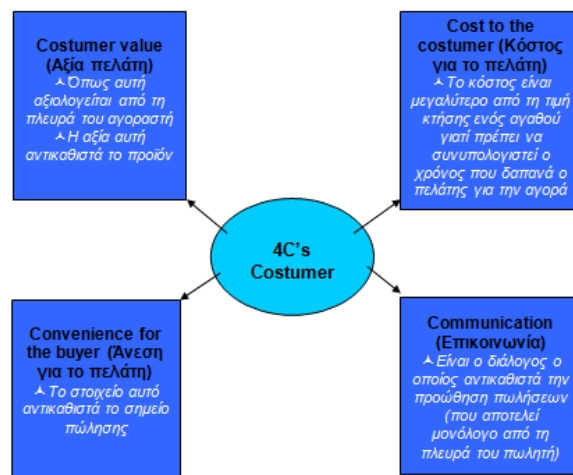 Costumer value
(Αξία πελάτη)
Όπως αυτή
αξιολογείται από τη
πλευρά του αγοραστή
Η αξία αυτή
αντικαθιστά το προϊόν
Cost to the
costumer (Κόστος
για το πελάτη)
Το κόστος είναι
μεγαλύτερο από τη τιμή
κτήσης ενός αγαθού
γιατί πρέπει να
συνυπολογιστεί ο
χρόνος που δαπανά ο
πελάτης για την αγορά
4C's
Costumer
Convenience for
the buyer (Άνεση
για το πελάτη)
Το στοιχείο αυτό
αντικαθιστά το σημείο
πώλησης
Communication
(Επικοινωνία)
Είναι ο διάλογος ο
οποίος αντικαθιστά την
προώθηση πωλήσεων
(που αποτελεί
μονόλογο από τη
πλευρά του πωλητή)